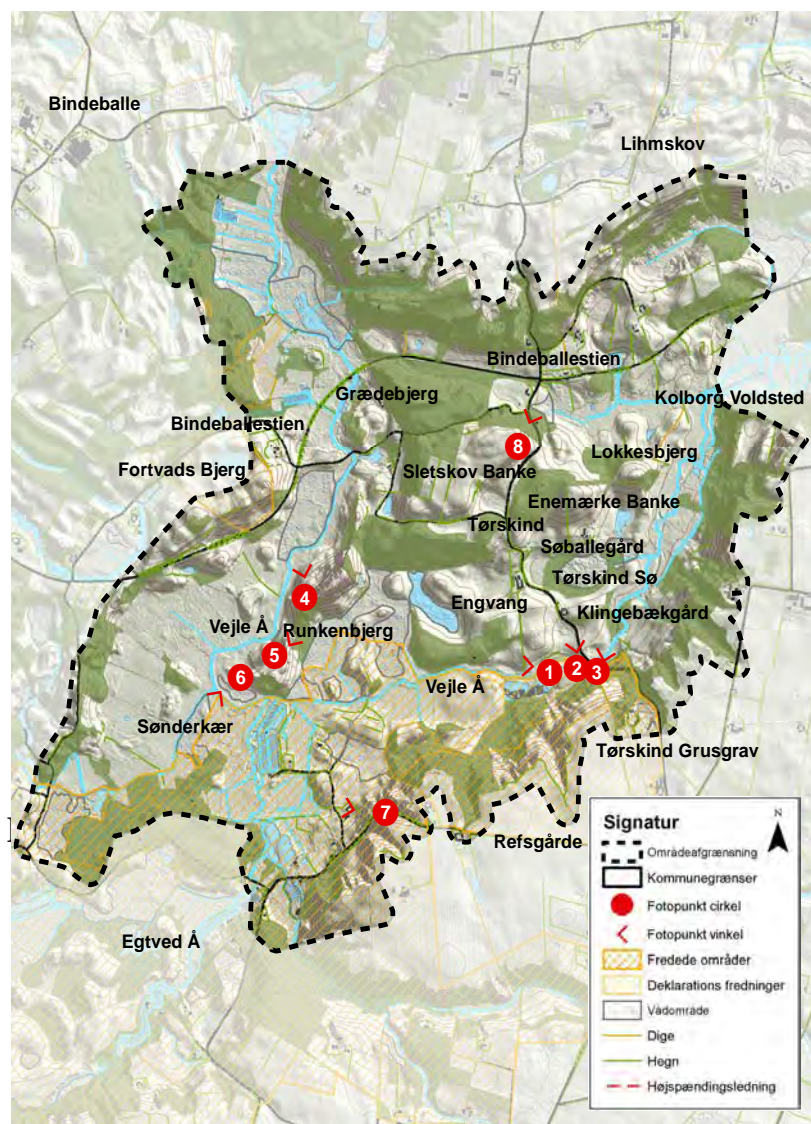 Bindeballe
Lihmskov
Bindeballestien
Kolborg Voldsted
Grædebjerg
Bindeballestien
8
Lokkesbjerg
Fortvads Bjerg
Sletskov Banke
Enemærke Banke
Tørskind
Søballegård
Tørskind Sø
4
Engvang
Klingebækgård
Vejle Å
Runkenbjerg
5
6
Vejle Å
1
2
3
Sønderkær
Tørskind Grusgrav
7
Refsgårde
Egtved Å
Signatur
N
Områdeafgrænsning
Kommunegrænser
Fotopunkt cirkel
Fotopunkt vinkel
Fredede områder
Deklarations fredninger
Vådområde
Dige
Hegn
Højspændingsledning